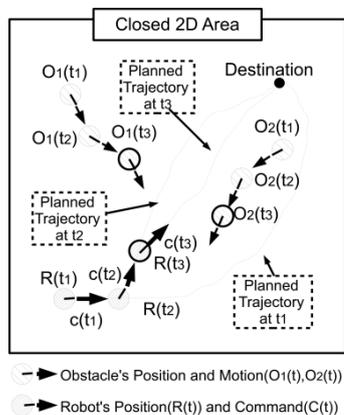 Closed 2D Area
O1(t1)
Planned
Trajectory
at t3
Destination
O1(t2)
O1(t3)
O2(t1)
O2(t2)
Planned
Trajectory
at t2
O2(t3)
c(t3)
R(t3)
R(t1)
c(t2)
Planned
Trajectory
at t1
R(t2)
c(t1)
Obstacle's Position and Motion(O1(t),O2(t))
Robot's Position(R(t)) and Command(C(t))